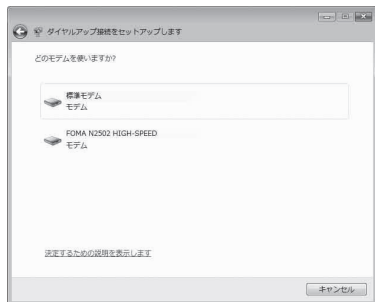 ダイヤルアップ接続をセットアップします
どのモデムを使いますか?
標準モデム
モデム
FOMA N2502 HIGH-SPEED
モデム
決定するための説明を表示します
キャンセル